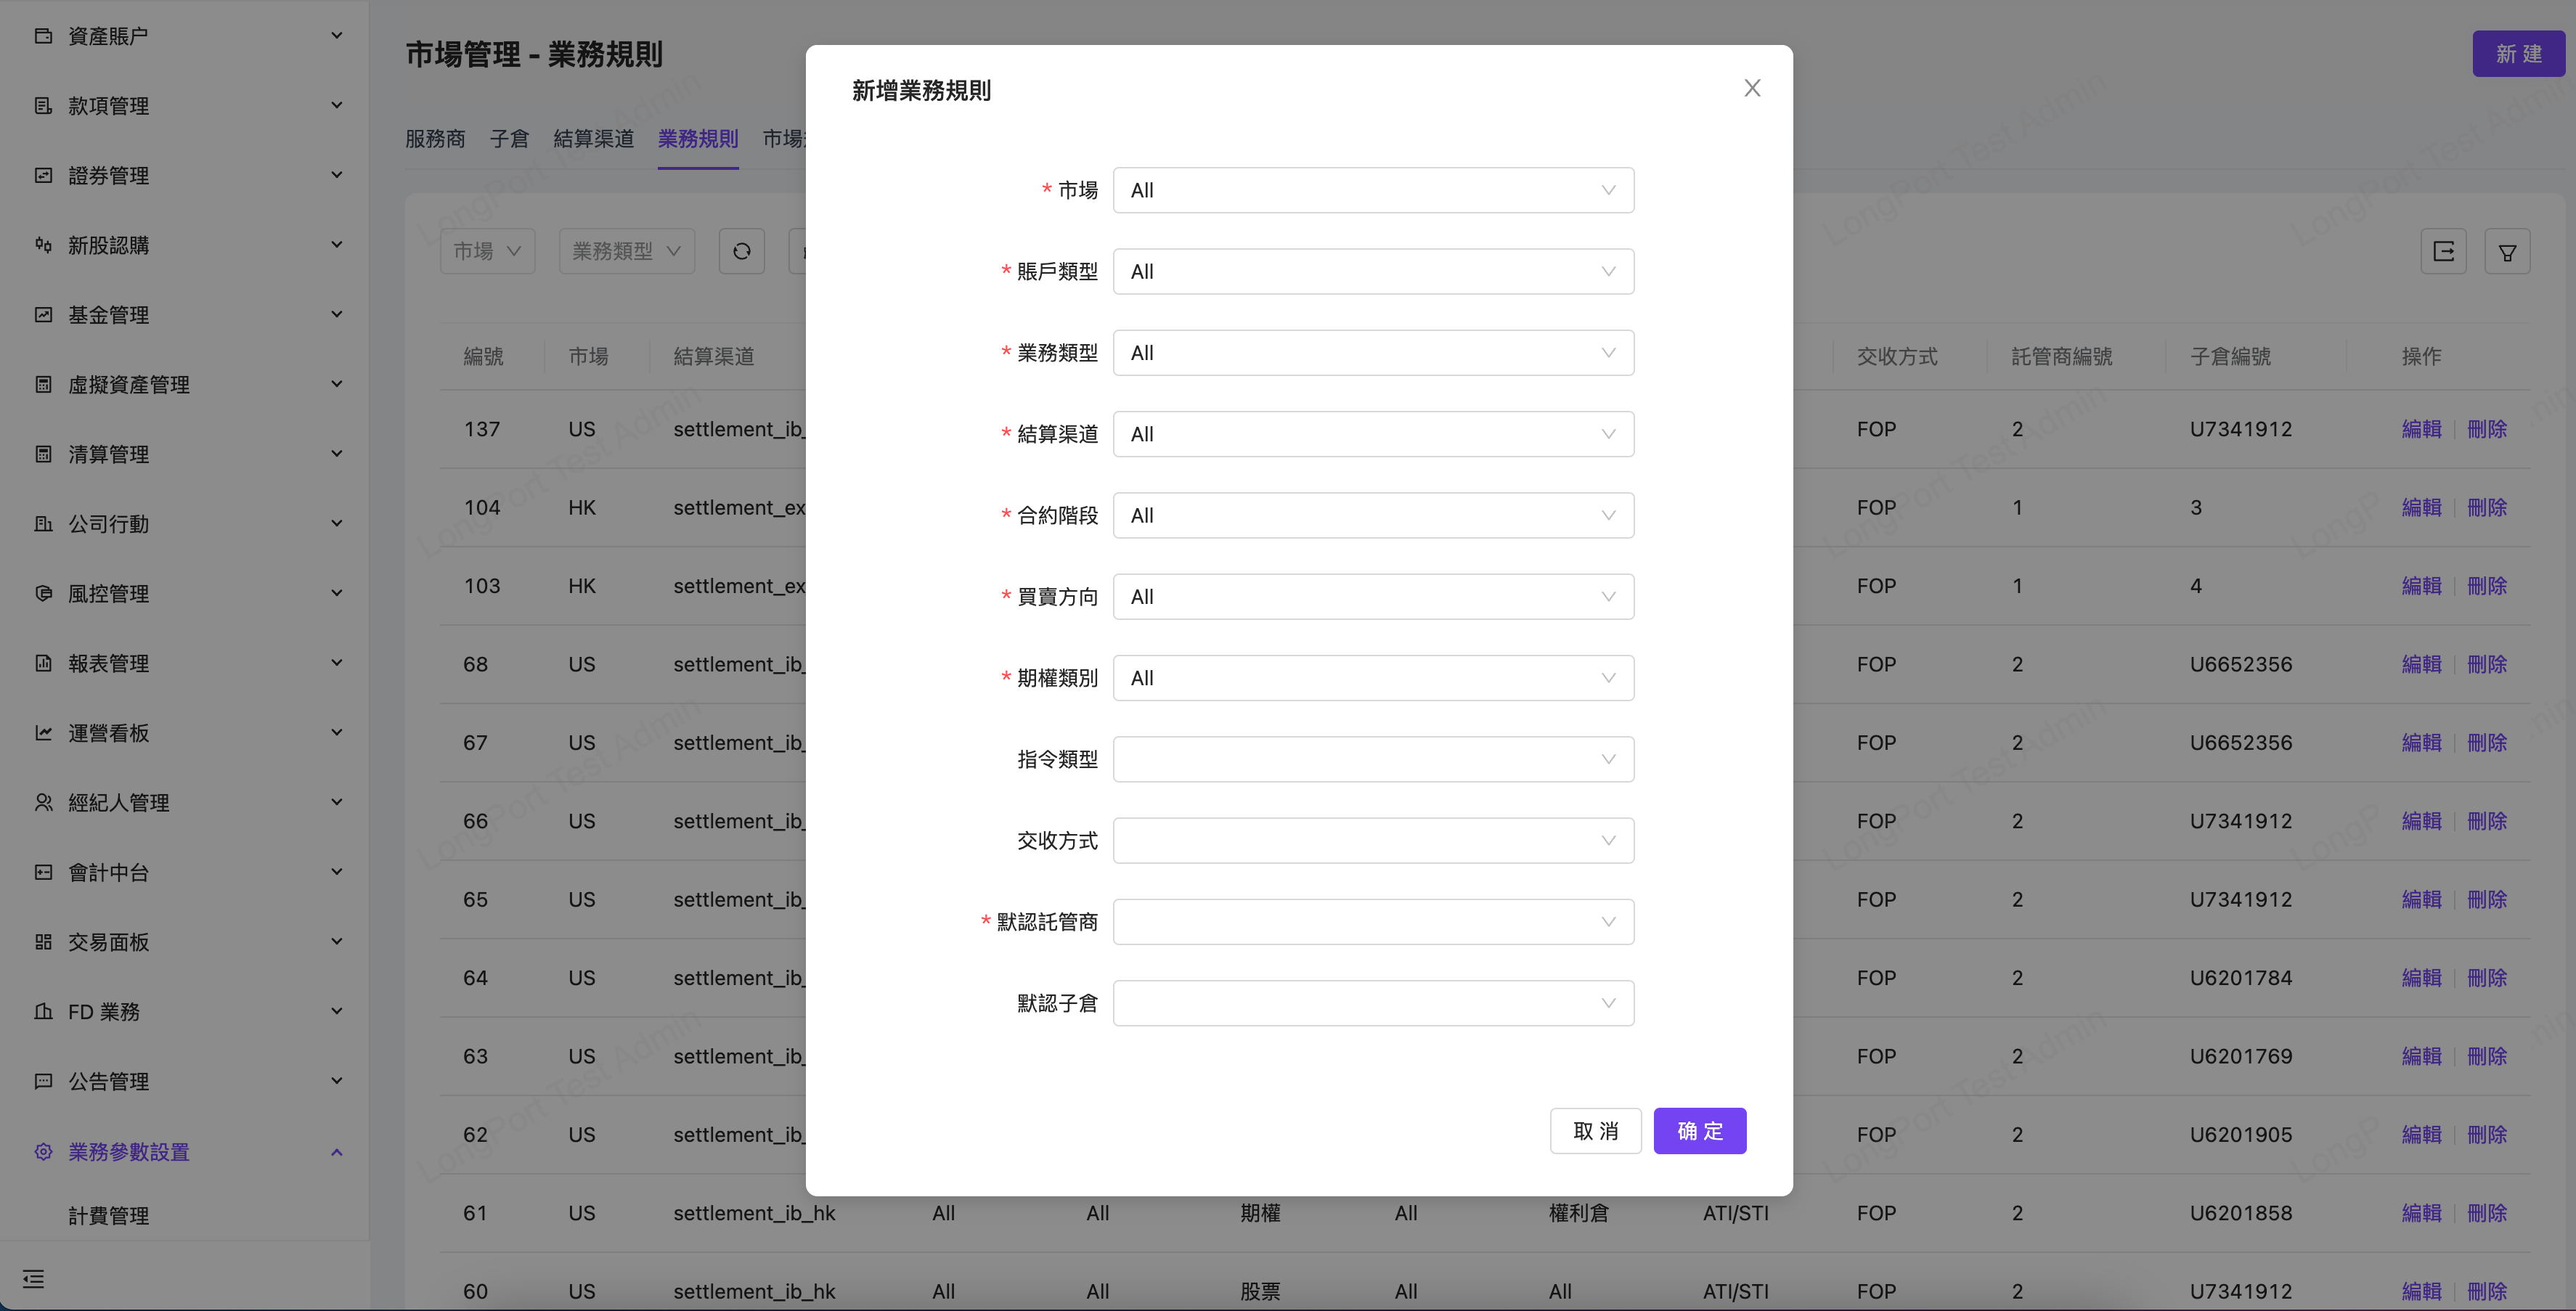 資產賬户
款項管理
證券管理
新股認購
基金管理
虛擬資產管理
清算管理
公司行動
風控管理
報表管理
運營看板
經紀人管理
會計中台
交易面板
FD 業務
公告管理
業務參數設置
計費管理
市場管理 - 業務規則
新 建
服務商 子倉 結算渠道 業務規則 市場
市場 業務類型
編號 市場 結算渠道 交收方式 託管商編號 子倉編號 操作
137 US settlement_ib_ FOP 2 U7341912 編輯 刪除
104 HK settlement_ex FOP 1 3 編輯 刪除
103 HK settlement_ex FOP 1 4 編輯 刪除
68 US settlement_ib_ FOP 2 U6652356 編輯 刪除
67 US settlement_ib_ FOP 2 U6652356 編輯 刪除
66 US settlement_ib_ FOP 2 U7341912 編輯 刪除
65 US settlement_ib_ FOP 2 U7341912 編輯 刪除
64 US settlement_ib_ FOP 2 U6201784 編輯 刪除
63 US settlement_ib_ FOP 2 U6201769 編輯 刪除
62 US settlement_ib_ FOP 2 U6201905 編輯 刪除
61 US settlement_ib_hk All All 期權 All 權利倉 ATI/STI FOP 2 U6201858 編輯 刪除
60 US settlement_ib_hk All All 股票 All All ATI/STI FOP 2 U7341912 編輯 刪除
新增業務規則
* 市場 All
* 賬戶類型 All
* 業務類型 All
* 結算渠道 All
* 合約階段 All
* 買賣方向 All
* 期權類別 All
指令類型
交收方式
* 默認託管商
默認子倉
取 消 确 定
LongPort Test Admin